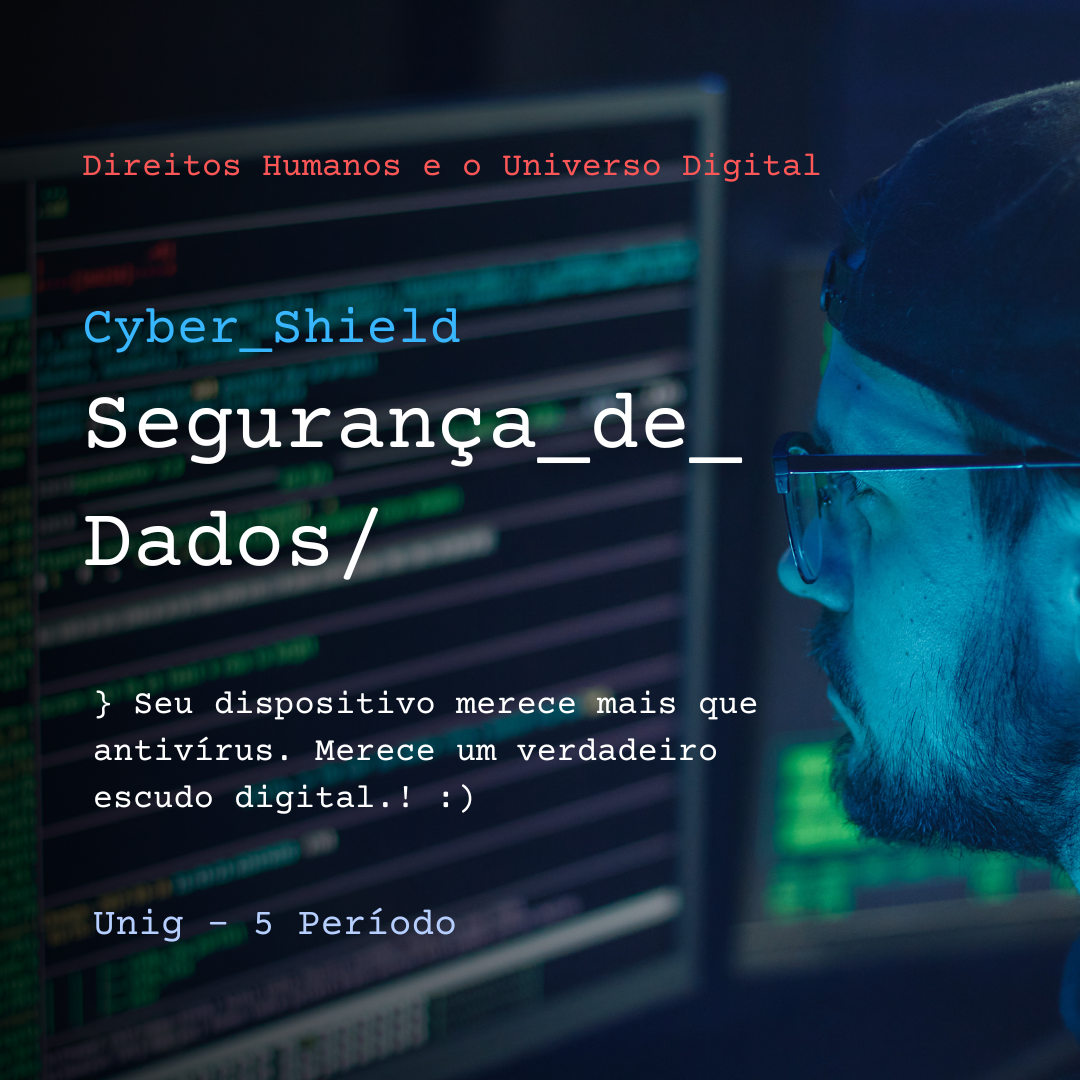 Direitos Humanos e o Universo Digital
Cyber_Shield
Segurança_de_
Dados/
} Seu dispositivo merece mais que
antivírus. Merece um verdadeiro
escudo digital.! :)
Unig - 5 Período